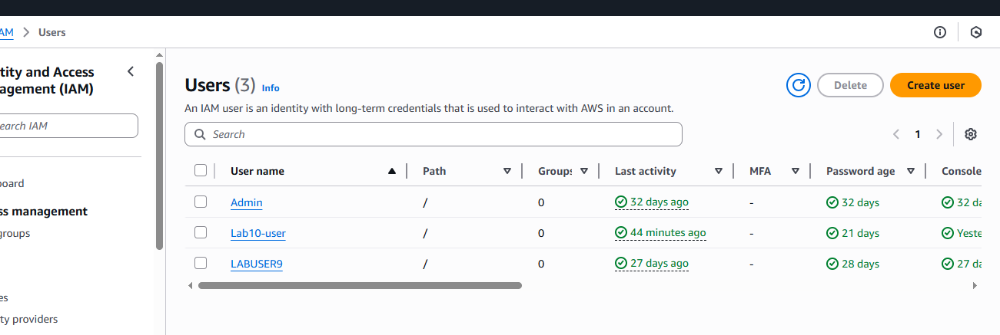 AM > Users
tity and Access
agement (IAM)
earch IAM
oard
ss management
groups
es
ty providers
Users (3) Info
Delete
Create user
An IAM user is an identity with long-term credentials that is used to interact with AWS in an account.
Search
1
User name Path Groups Last activity MFA Password age Console
Admin / 0 32 days ago - 32 days 32 da
Lab10-user / 0 44 minutes ago - 21 days Yeste
LABUSER9 / 0 27 days ago - 28 days 27 da